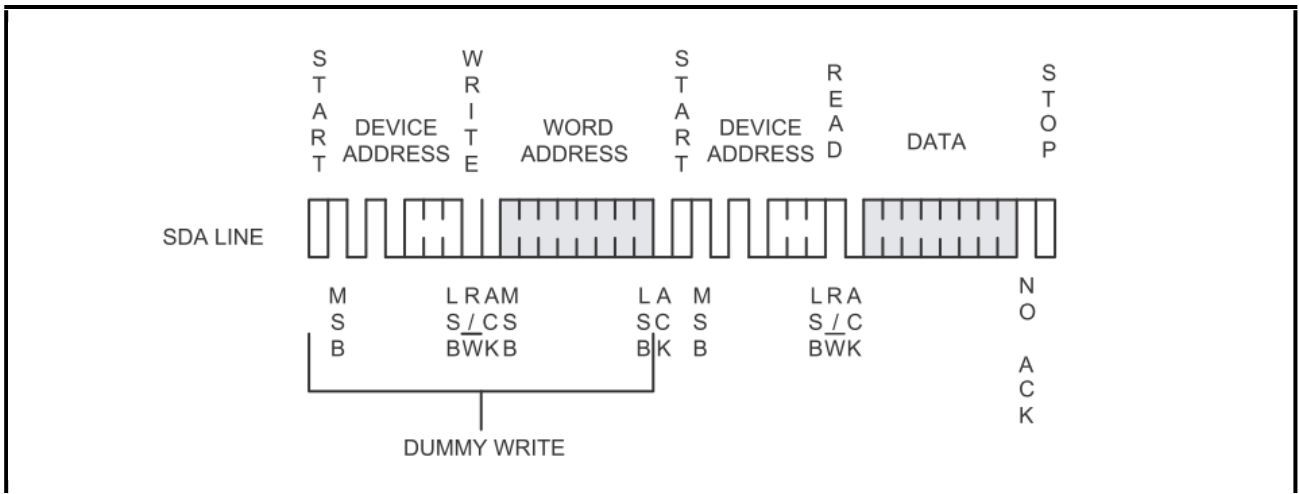 START
DEVICE
ADDRESS
WRITE
WORD
ADDRESS
START
DEVICE
ADDRESS
READ
DATA
STOP
SDA LINE
MSB
LSB
R/W
ACK
MSB
LSB
ACK
MSB
LSB
R/W
ACK
NO ACK
DUMMY WRITE